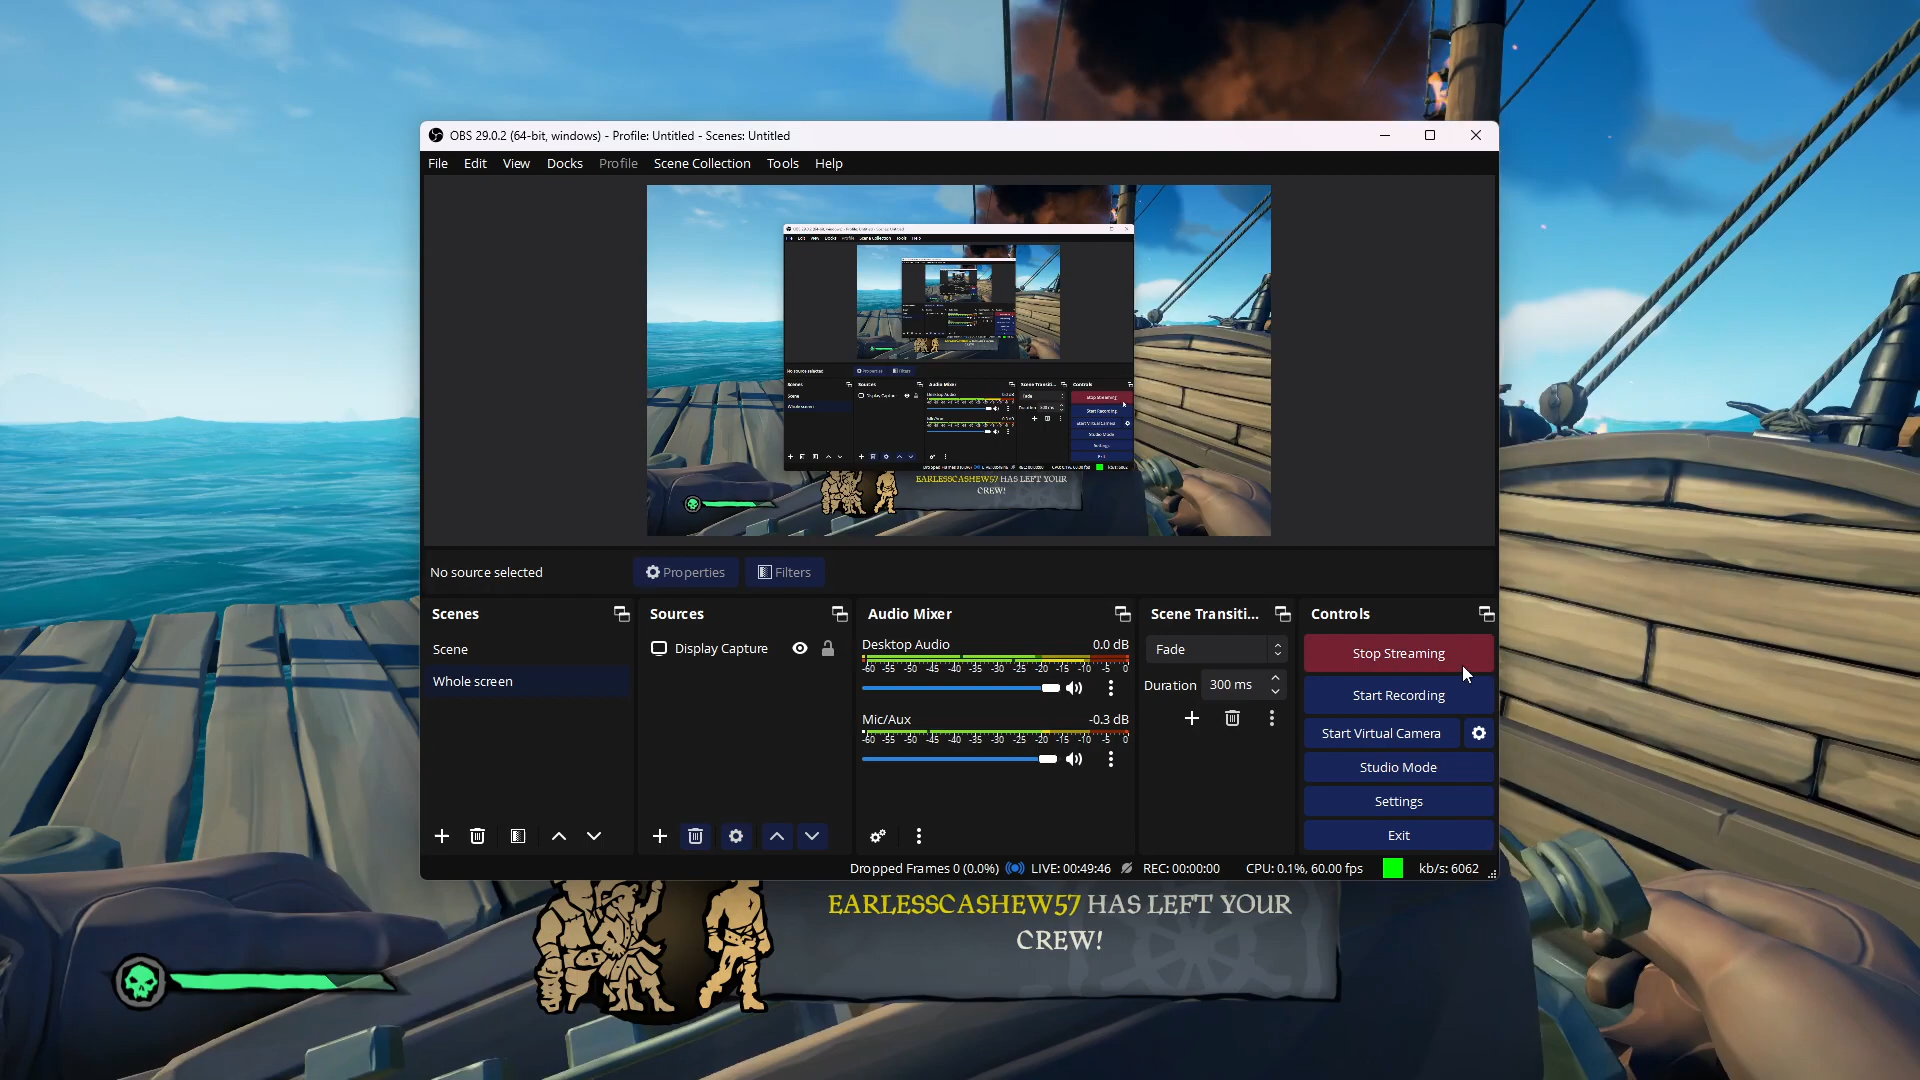 OBS 29.0.2 (64-bit, windows) - Profile: Untitled - Scenes: Untitled
File Edit View Docks Profile Scene Collection Tools Help
EARLESSCASHEW57 HAS LEFT YOUR
CREW!
No source selected Properties Filters
Scenes
Scene
Whole screen
Sources
Display Capture
Audio Mixer
Desktop Audio 0.0 dB
-60 -55 -50 -45 -40 -35 -30 -25 -20 -15 -10 -5 0
Mic/Aux -0.3 dB
-60 -55 -50 -45 -40 -35 -30 -25 -20 -15 -10 -5 0
Scene Transiti...
Fade
Duration 300 ms
Controls
Stop Streaming
Start Recording
Start Virtual Camera
Studio Mode
Settings
Exit
Dropped Frames 0 (0.0%) LIVE: 00:49:46 REC: 00:00:00 CPU: 0.1%, 60.00 fps kb/s: 6062
EARLESSCASHEW57 HAS LEFT YOUR
CREW!